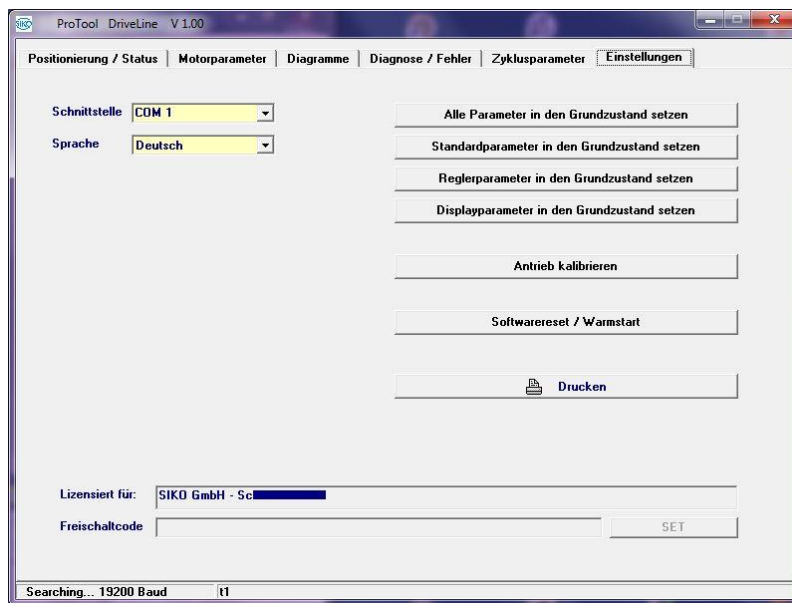 SIKO ProTool DriveLine V 1.00
Positionierung / Status Motorparameter Diagramme Diagnose / Fehler Zyklusparameter Einstellungen
Schnittstelle COM 1
Sprache Deutsch
Alle Parameter in den Grundzustand setzen
Standardparameter in den Grundzustand setzen
Reglerparameter in den Grundzustand setzen
Displayparameter in den Grundzustand setzen
Antrieb kalibrieren
Softwarereset / Warmstart
Drucken
Lizensiert für: SIKO GmbH - Sc
Freischaltcode SET
Searching... 19200 Baud t1